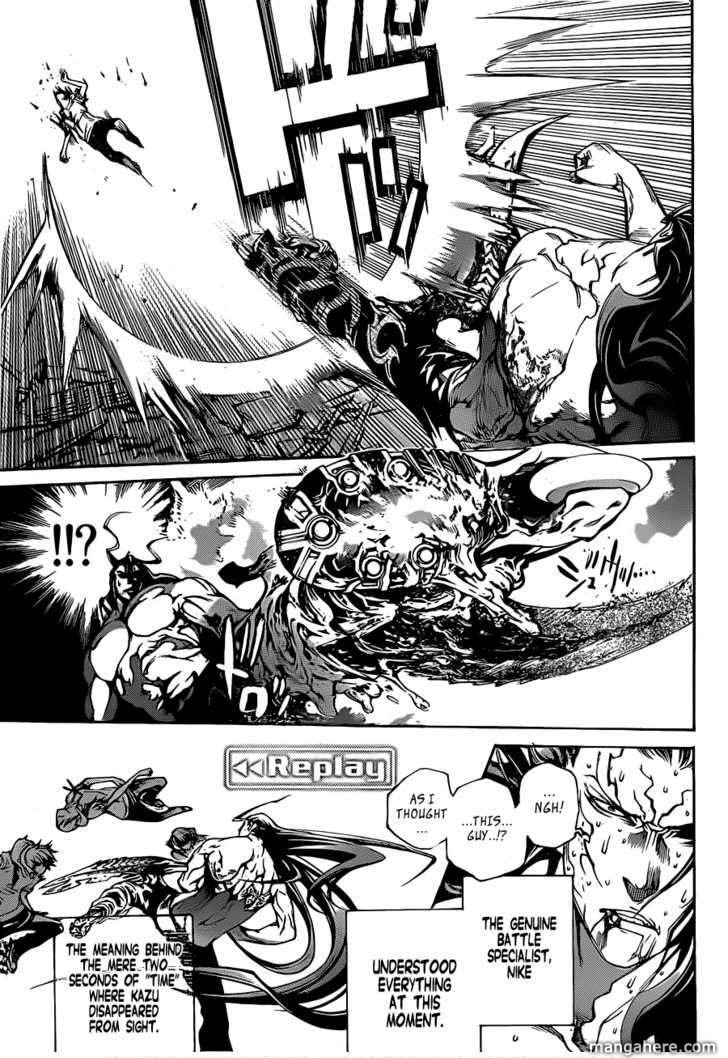 !!?
Replay
NGH!
...THIS...
GUY...!?
AS I
THOUGHT
...
THE GENUINE
BATTLE
SPECIALIST,
NIKE
UNDERSTOOD
EVERYTHING
AT THIS
MOMENT.
THE MEANING BEHIND
THE MERE TWO
SECONDS OF "TIME"
WHERE KAZU
DISAPPEARED
FROM SIGHT.
mangahere.com